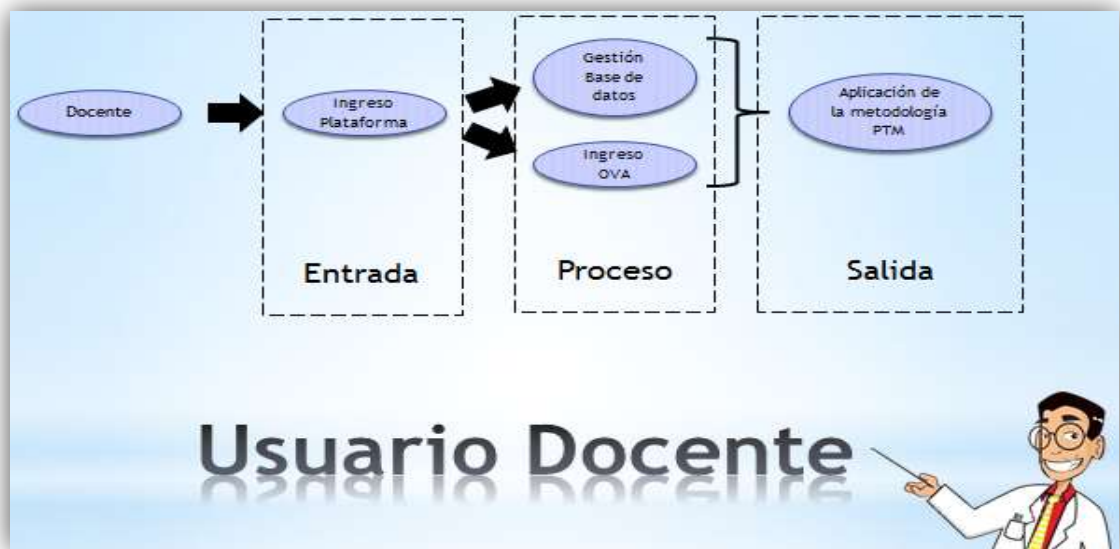 Docente
Ingreso
Plataforma
Gestión
Base de
datos
Ingreso
OVA
Aplicación de
la metodología
PTM
Entrada
Proceso
Salida
Usuario Docente